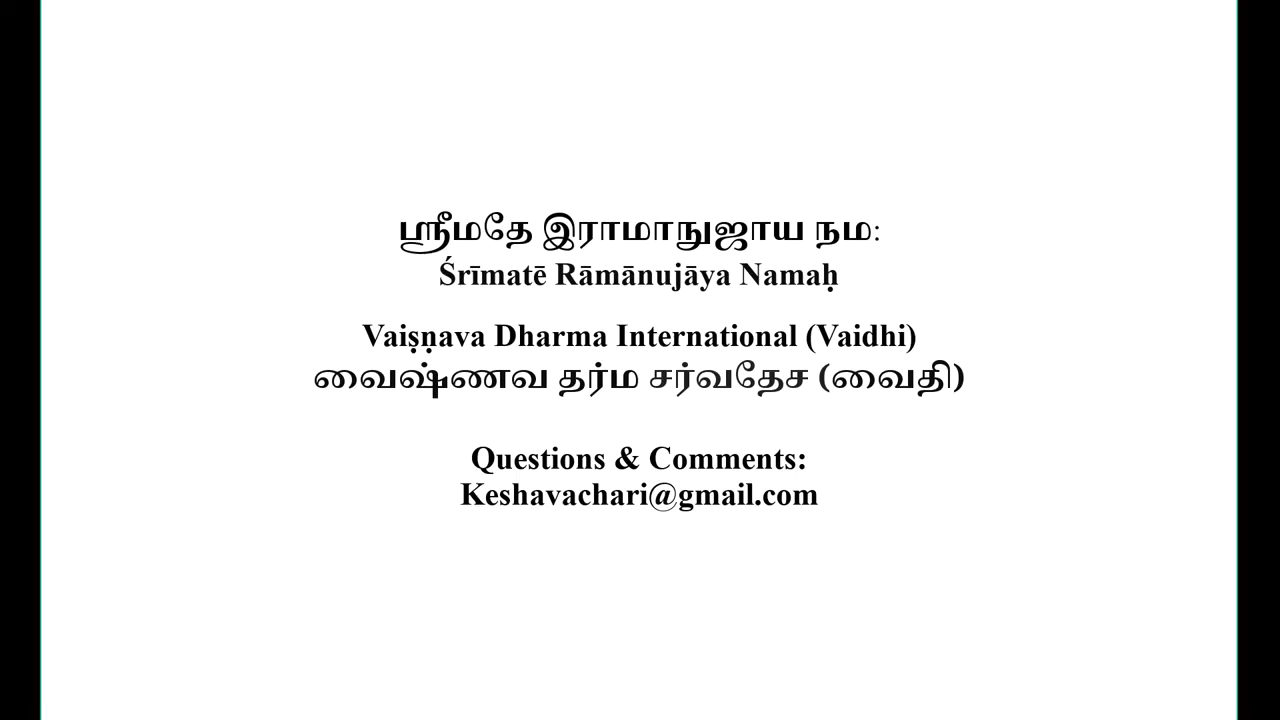 ஸ்ரீமதே இராமாநுஜாய நம:
Śrīmatē Rāmānujāya Namaḥ
Vaiṣṇava Dharma International (Vaidhi)
வைஷ்ணவ தர்ம சர்வதேச (வைதி)
Questions & Comments:
Keshavachari@gmail.com